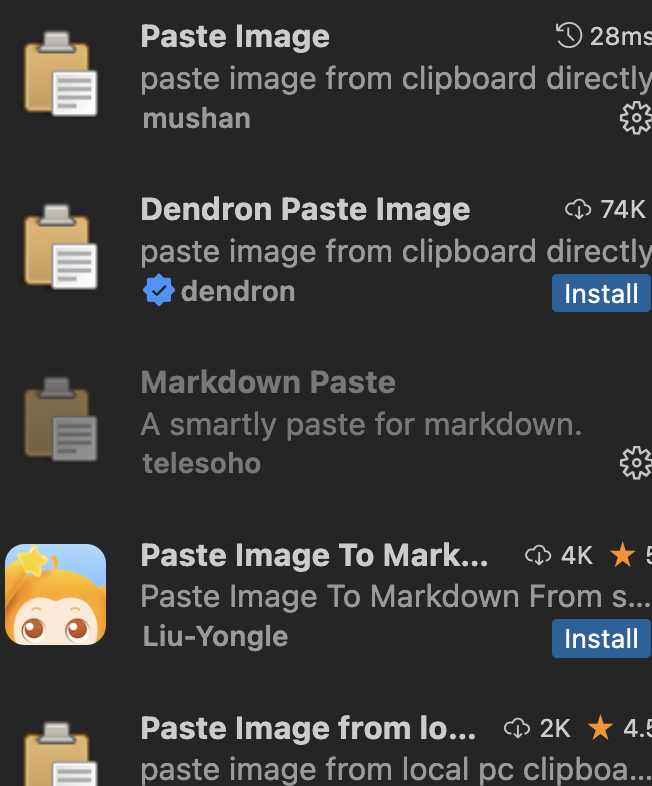 Paste Image 28ms
paste image from clipboard directly
mushan
Dendron Paste Image 74K
paste image from clipboard directly
dendron
Install
Markdown Paste
A smartly paste for markdown.
telesoho
Paste Image To Mark... 4K 5
Paste Image To Markdown From s...
Liu-Yongle
Install
Paste Image from lo... 2K 4.5
paste image from local pc clipboa...